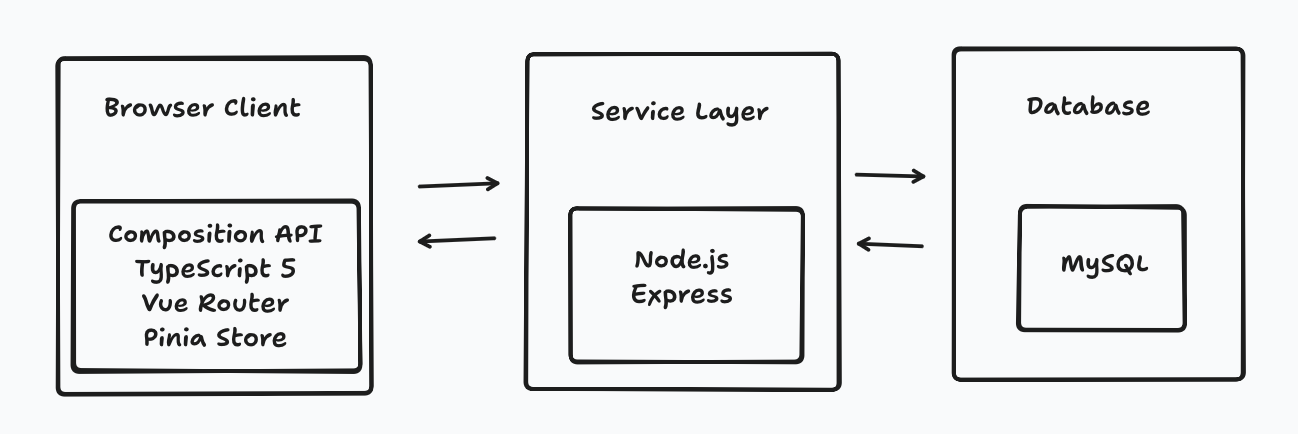 Browser Client
Composition API
TypeScript 5
Vue Router
Pinia Store
Service Layer
Node.js
Express
Database
MySQL